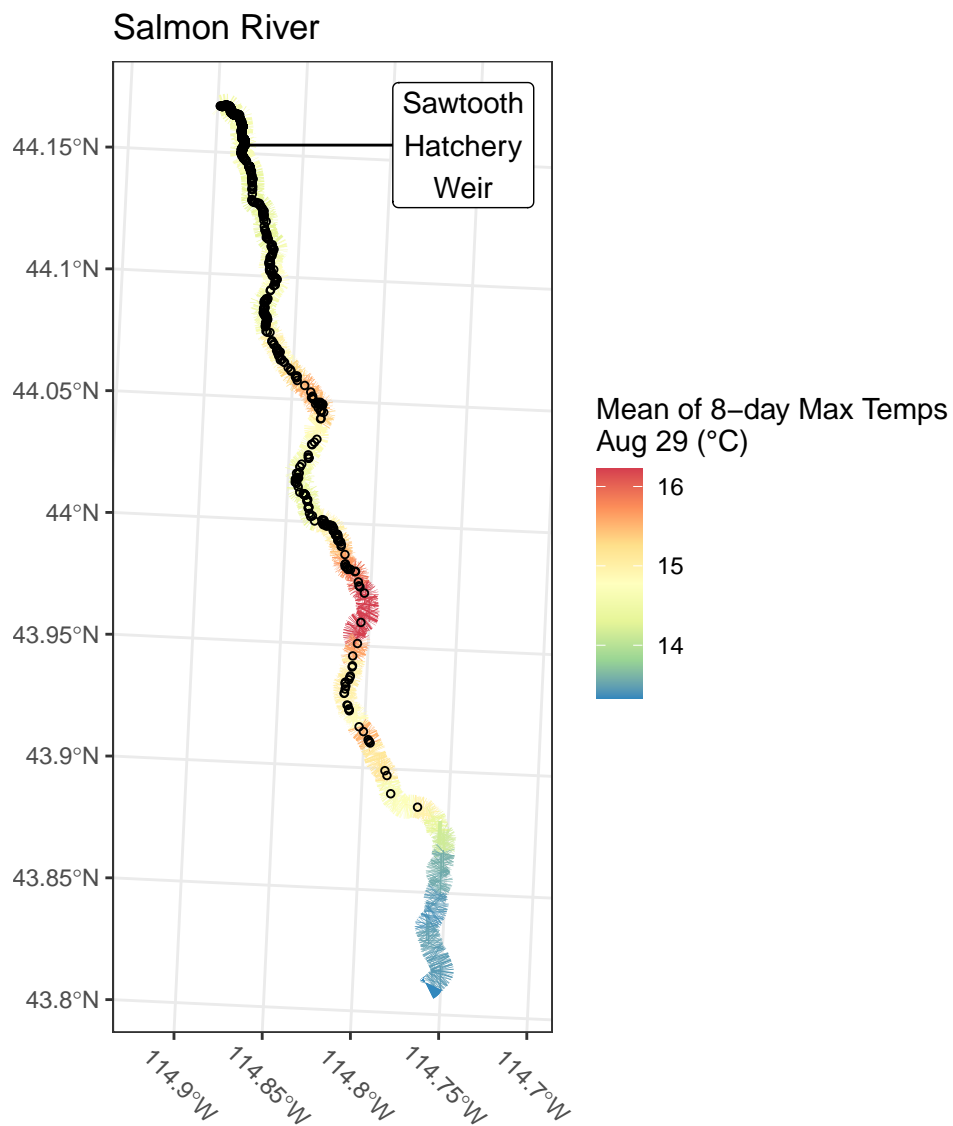 Salmon River
Sawtooth
Hatchery
Weir
44.15°N
44.1°N
44.05°N
44°N
43.95°N
43.9°N
43.85°N
43.8°N
114.9°W
114.85°W
114.8°W
114.75°W
114.7°W
Mean of 8−day Max Temps
Aug 29 (°C)
16
15
14